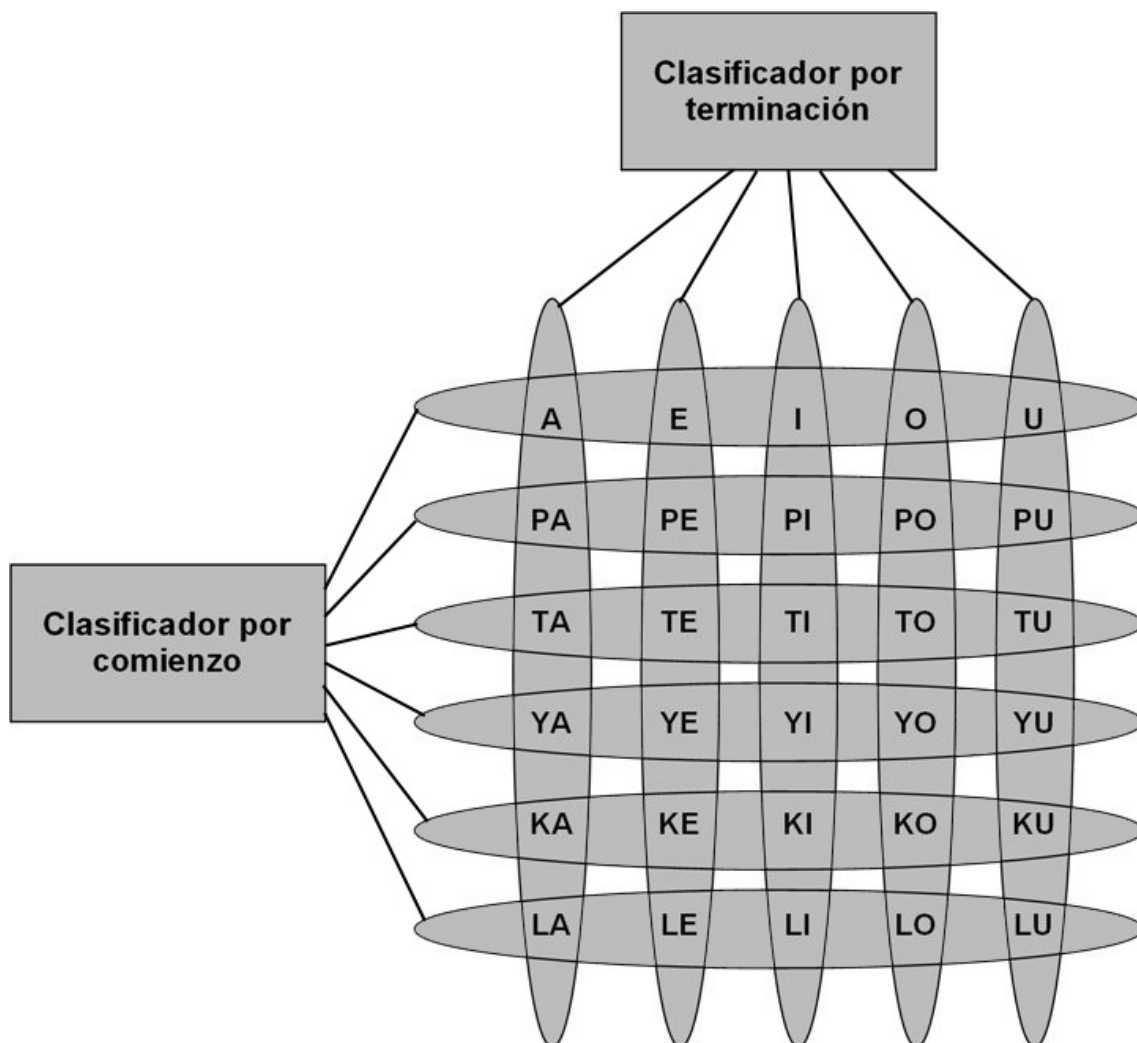 Clasificador por
terminación
A E I O U
PA PE PI PO PU
TA TE TI TO TU
Clasificador por
comienzo
YA YE YI YO YU
KA KE KI KO KU
LA LE LI LO LU